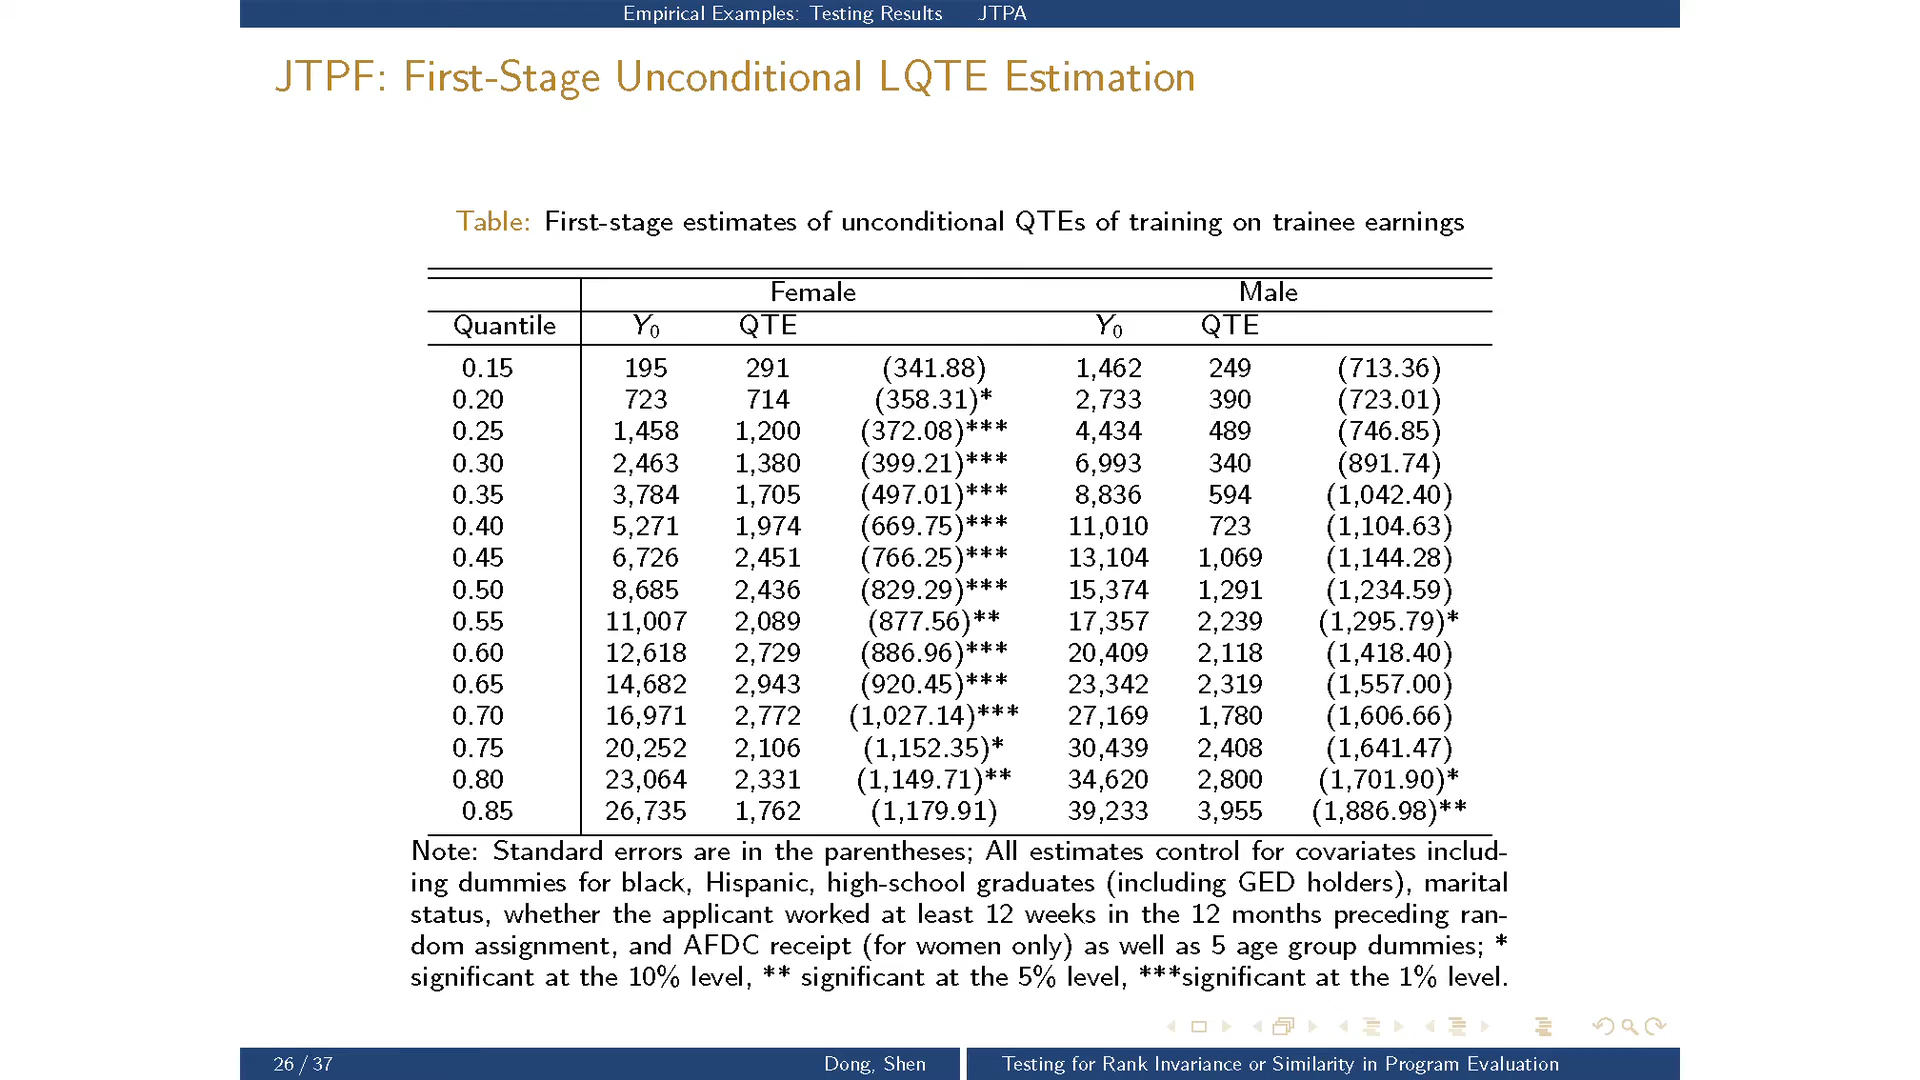 Empirical Examples: Testing Results JTPA
JTPF: First-Stage Unconditional LQTE Estimation
Table: First-stage estimates of unconditional QTEs of training on trainee earnings
Female Male
Quantile Y0 QTE Y0 QTE
0.15 195 291 (341.88) 1,462 249 (713.36)
0.20 723 714 (358.31)* 2,733 390 (723.01)
0.25 1,458 1,200 (372.08)*** 4,434 489 (746.85)
0.30 2,463 1,380 (399.21)*** 6,993 340 (891.74)
0.35 3,784 1,705 (497.01)*** 8,836 594 (1,042.40)
0.40 5,271 1,974 (669.75)*** 11,010 723 (1,104.63)
0.45 6,726 2,451 (766.25)*** 13,104 1,069 (1,144.28)
0.50 8,685 2,436 (829.29)*** 15,374 1,291 (1,234.59)
0.55 11,007 2,089 (877.56)** 17,357 2,239 (1,295.79)*
0.60 12,618 2,729 (886.96)*** 20,409 2,118 (1,418.40)
0.65 14,682 2,943 (920.45)*** 23,342 2,319 (1,557.00)
0.70 16,971 2,772 (1,027.14)*** 27,169 1,780 (1,606.66)
0.75 20,252 2,106 (1,152.35)* 30,439 2,408 (1,641.47)
0.80 23,064 2,331 (1,149.71)** 34,620 2,800 (1,701.90)*
0.85 26,735 1,762 (1,179.91) 39,233 3,955 (1,886.98)**
Note: Standard errors are in the parentheses; All estimates control for covariates includ-
ing dummies for black, Hispanic, high-school graduates (including GED holders), marital
status, whether the applicant worked at least 12 weeks in the 12 months preceding ran-
dom assignment, and AFDC receipt (for women only) as well as 5 age group dummies; *
significant at the 10% level, ** significant at the 5% level, ***significant at the 1% level.
26 / 37 Dong, Shen Testing for Rank Invariance or Similarity in Program Evaluation